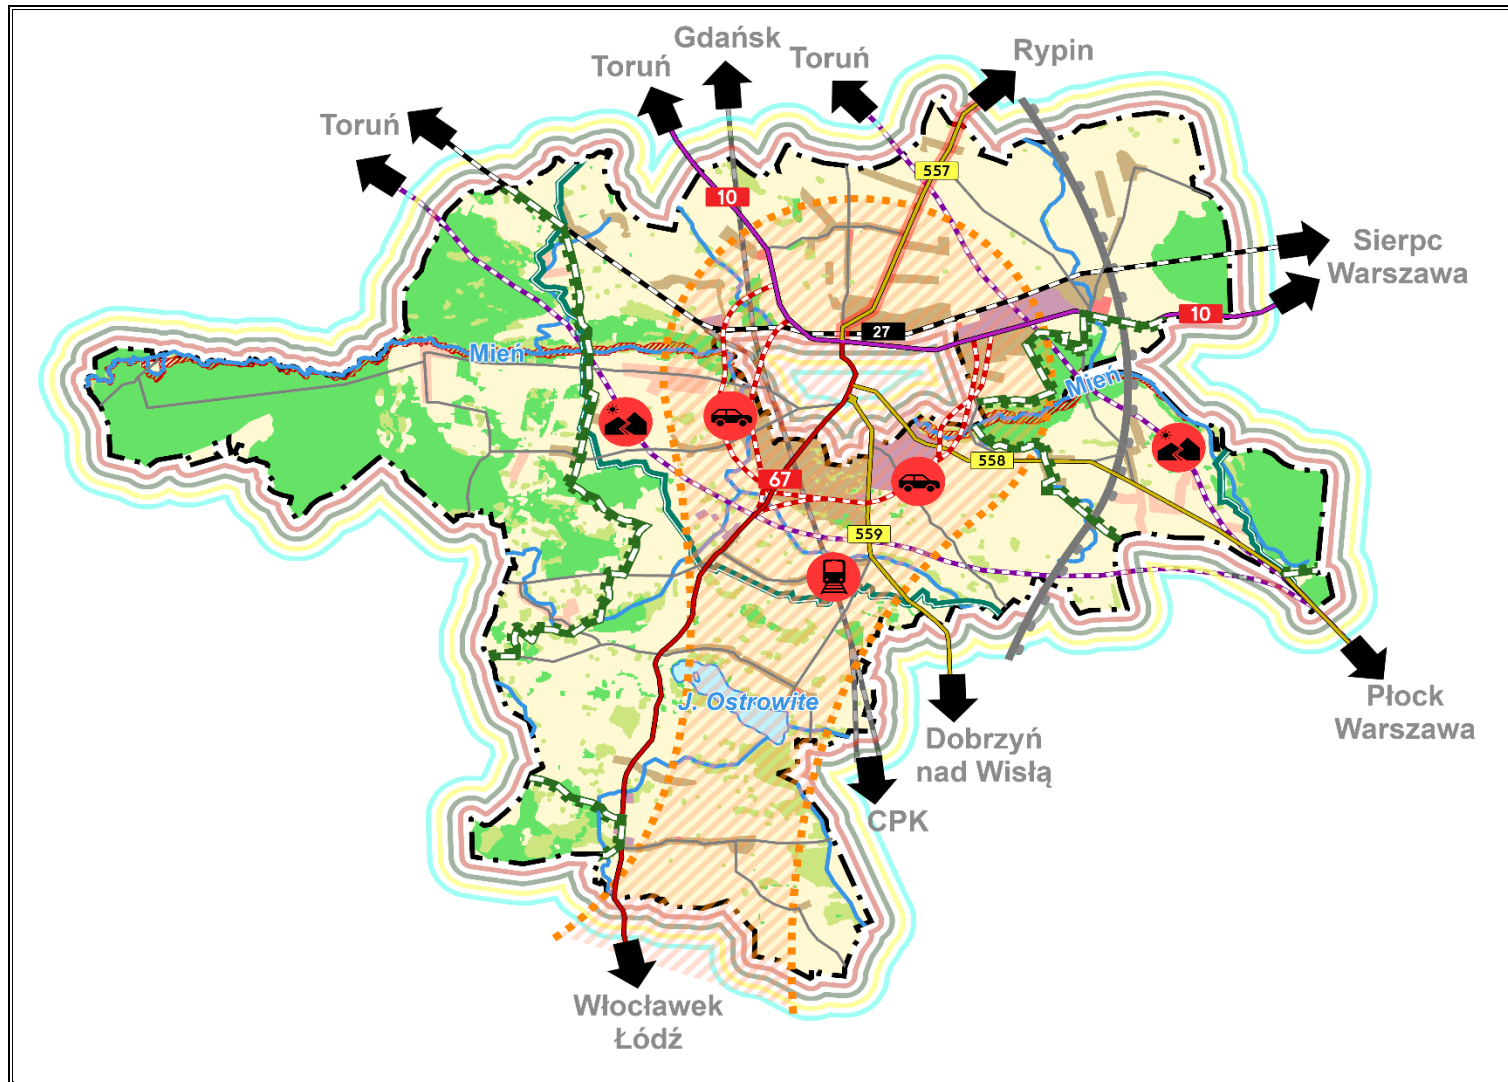 Gdańsk
Toruń
Toruń
Rypin
Toruń
557
10
Sierpc
Warszawa
10
27
Mień
Mień
67
558
559
J. Ostrowite
Płock
Warszawa
Dobrzyń
nad Wisłą
CPK
Włocławek
Łódź